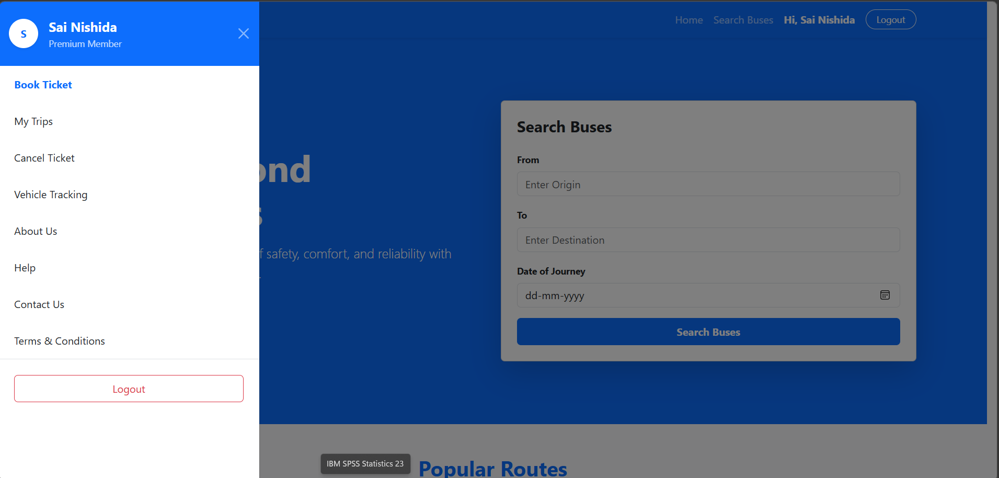 S
Sai Nishida
Premium Member
Book Ticket
My Trips
Cancel Ticket
Vehicle Tracking
About Us
Help
Contact Us
Terms & Conditions
Logout
Home Search Buses Hi, Sai Nishida Logout
ond
s
f safety, comfort, and reliability with
Search Buses
From
Enter Origin
To
Enter Destination
Date of Journey
dd-mm-yyyy
Search Buses
IBM SPSS Statistics 23
Popular Routes